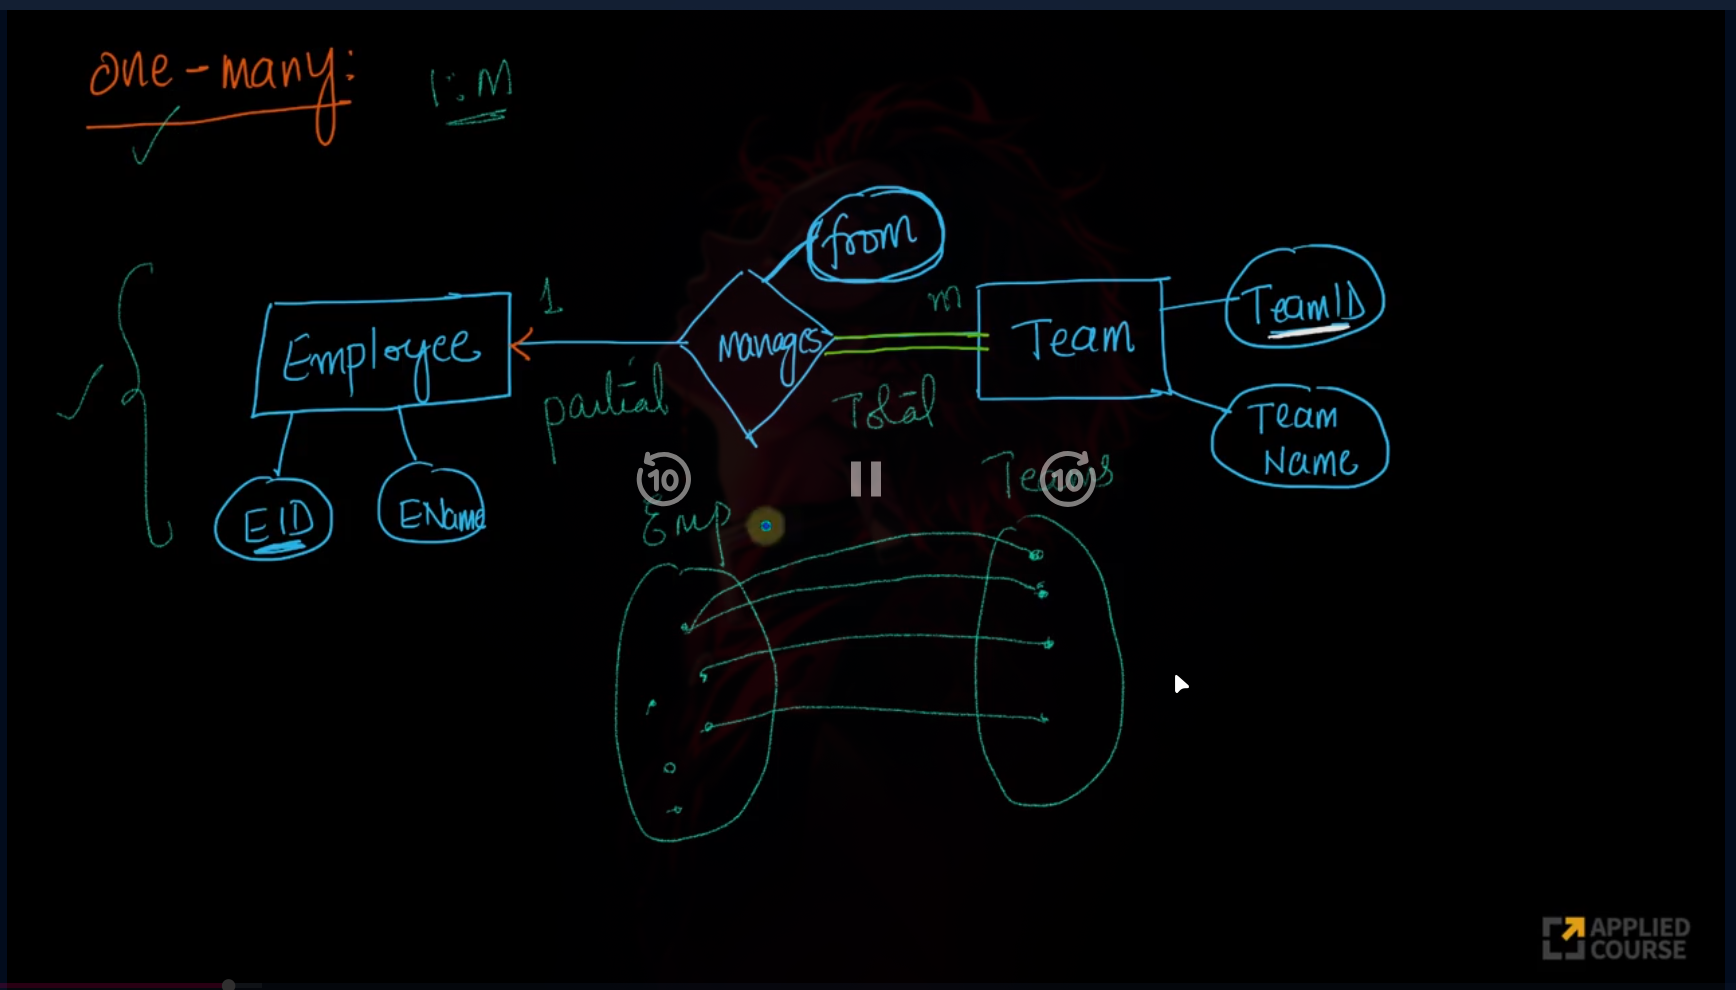 one-many:
1:M
from
1
m
Employee
Manages
Team
TeamID
partial
Total
Team
Name
EID
EName
10
10
Teams
Emp
APPLIED
COURSE